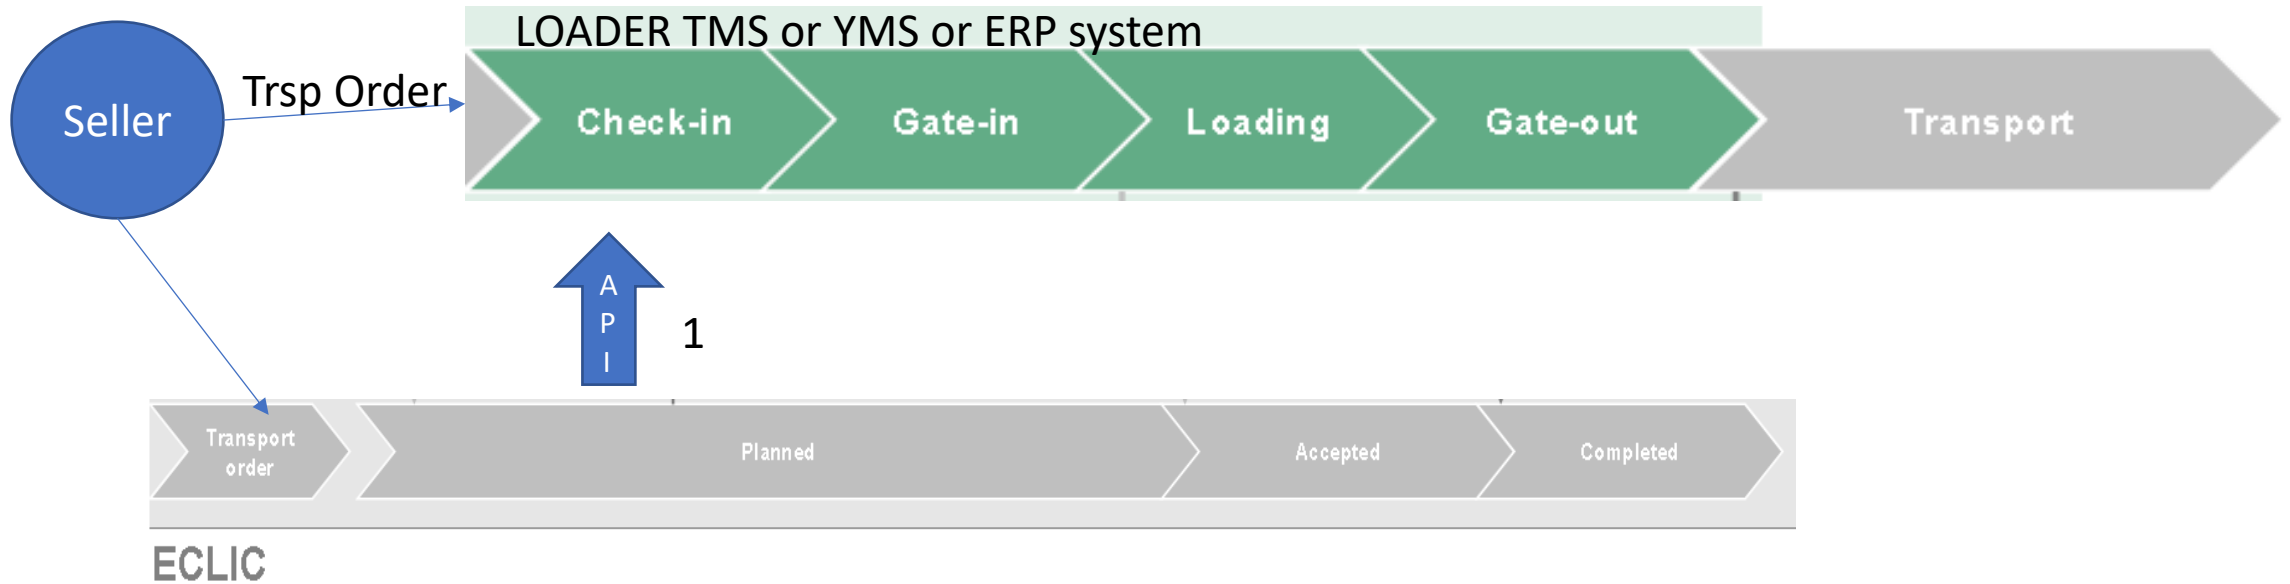 LOADER TMS or YMS or ERP system
Seller
Trsp Order
Check-in
Gate-in
Loading
Gate-out
Transport
A
P
I
1
Transport
order
Planned
Accepted
Completed
ECLIC